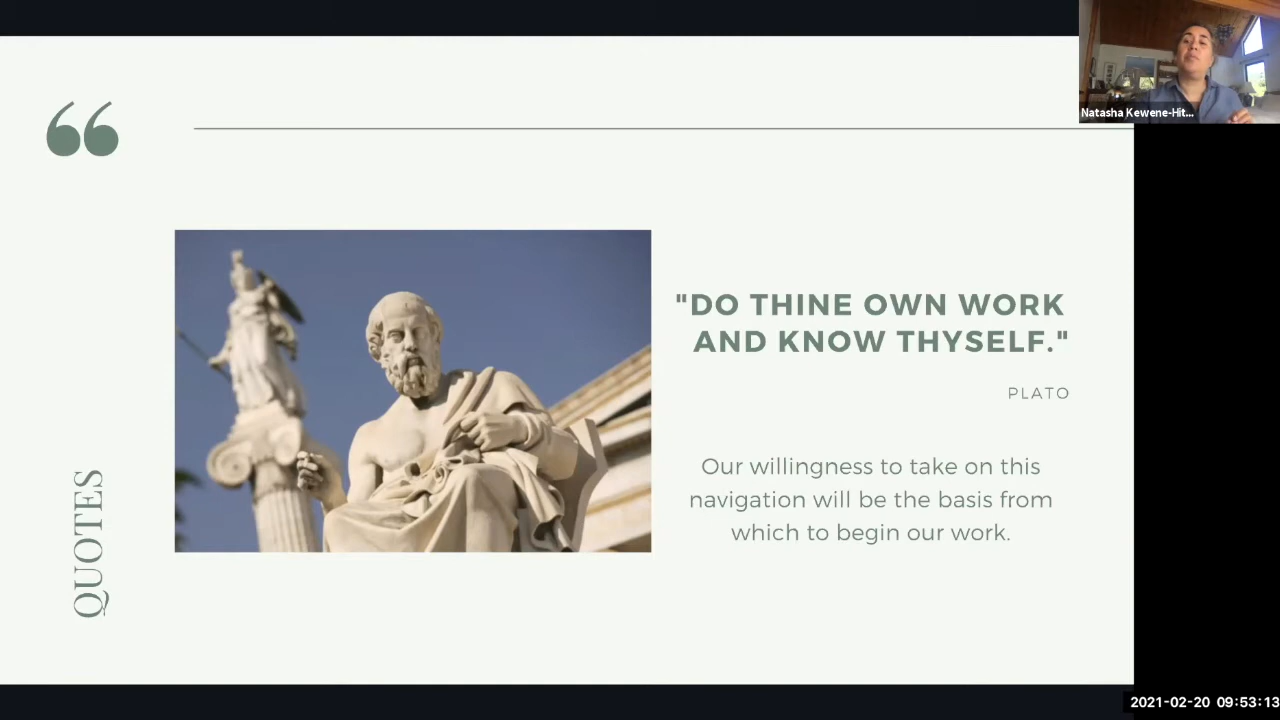 Natasha Kewene-Hit...
“
"DO THINE OWN WORK
AND KNOW THYSELF."
PLATO
Our willingness to take on this
navigation will be the basis from
which to begin our work.
QUOTES
2021-02-20 09:53:13